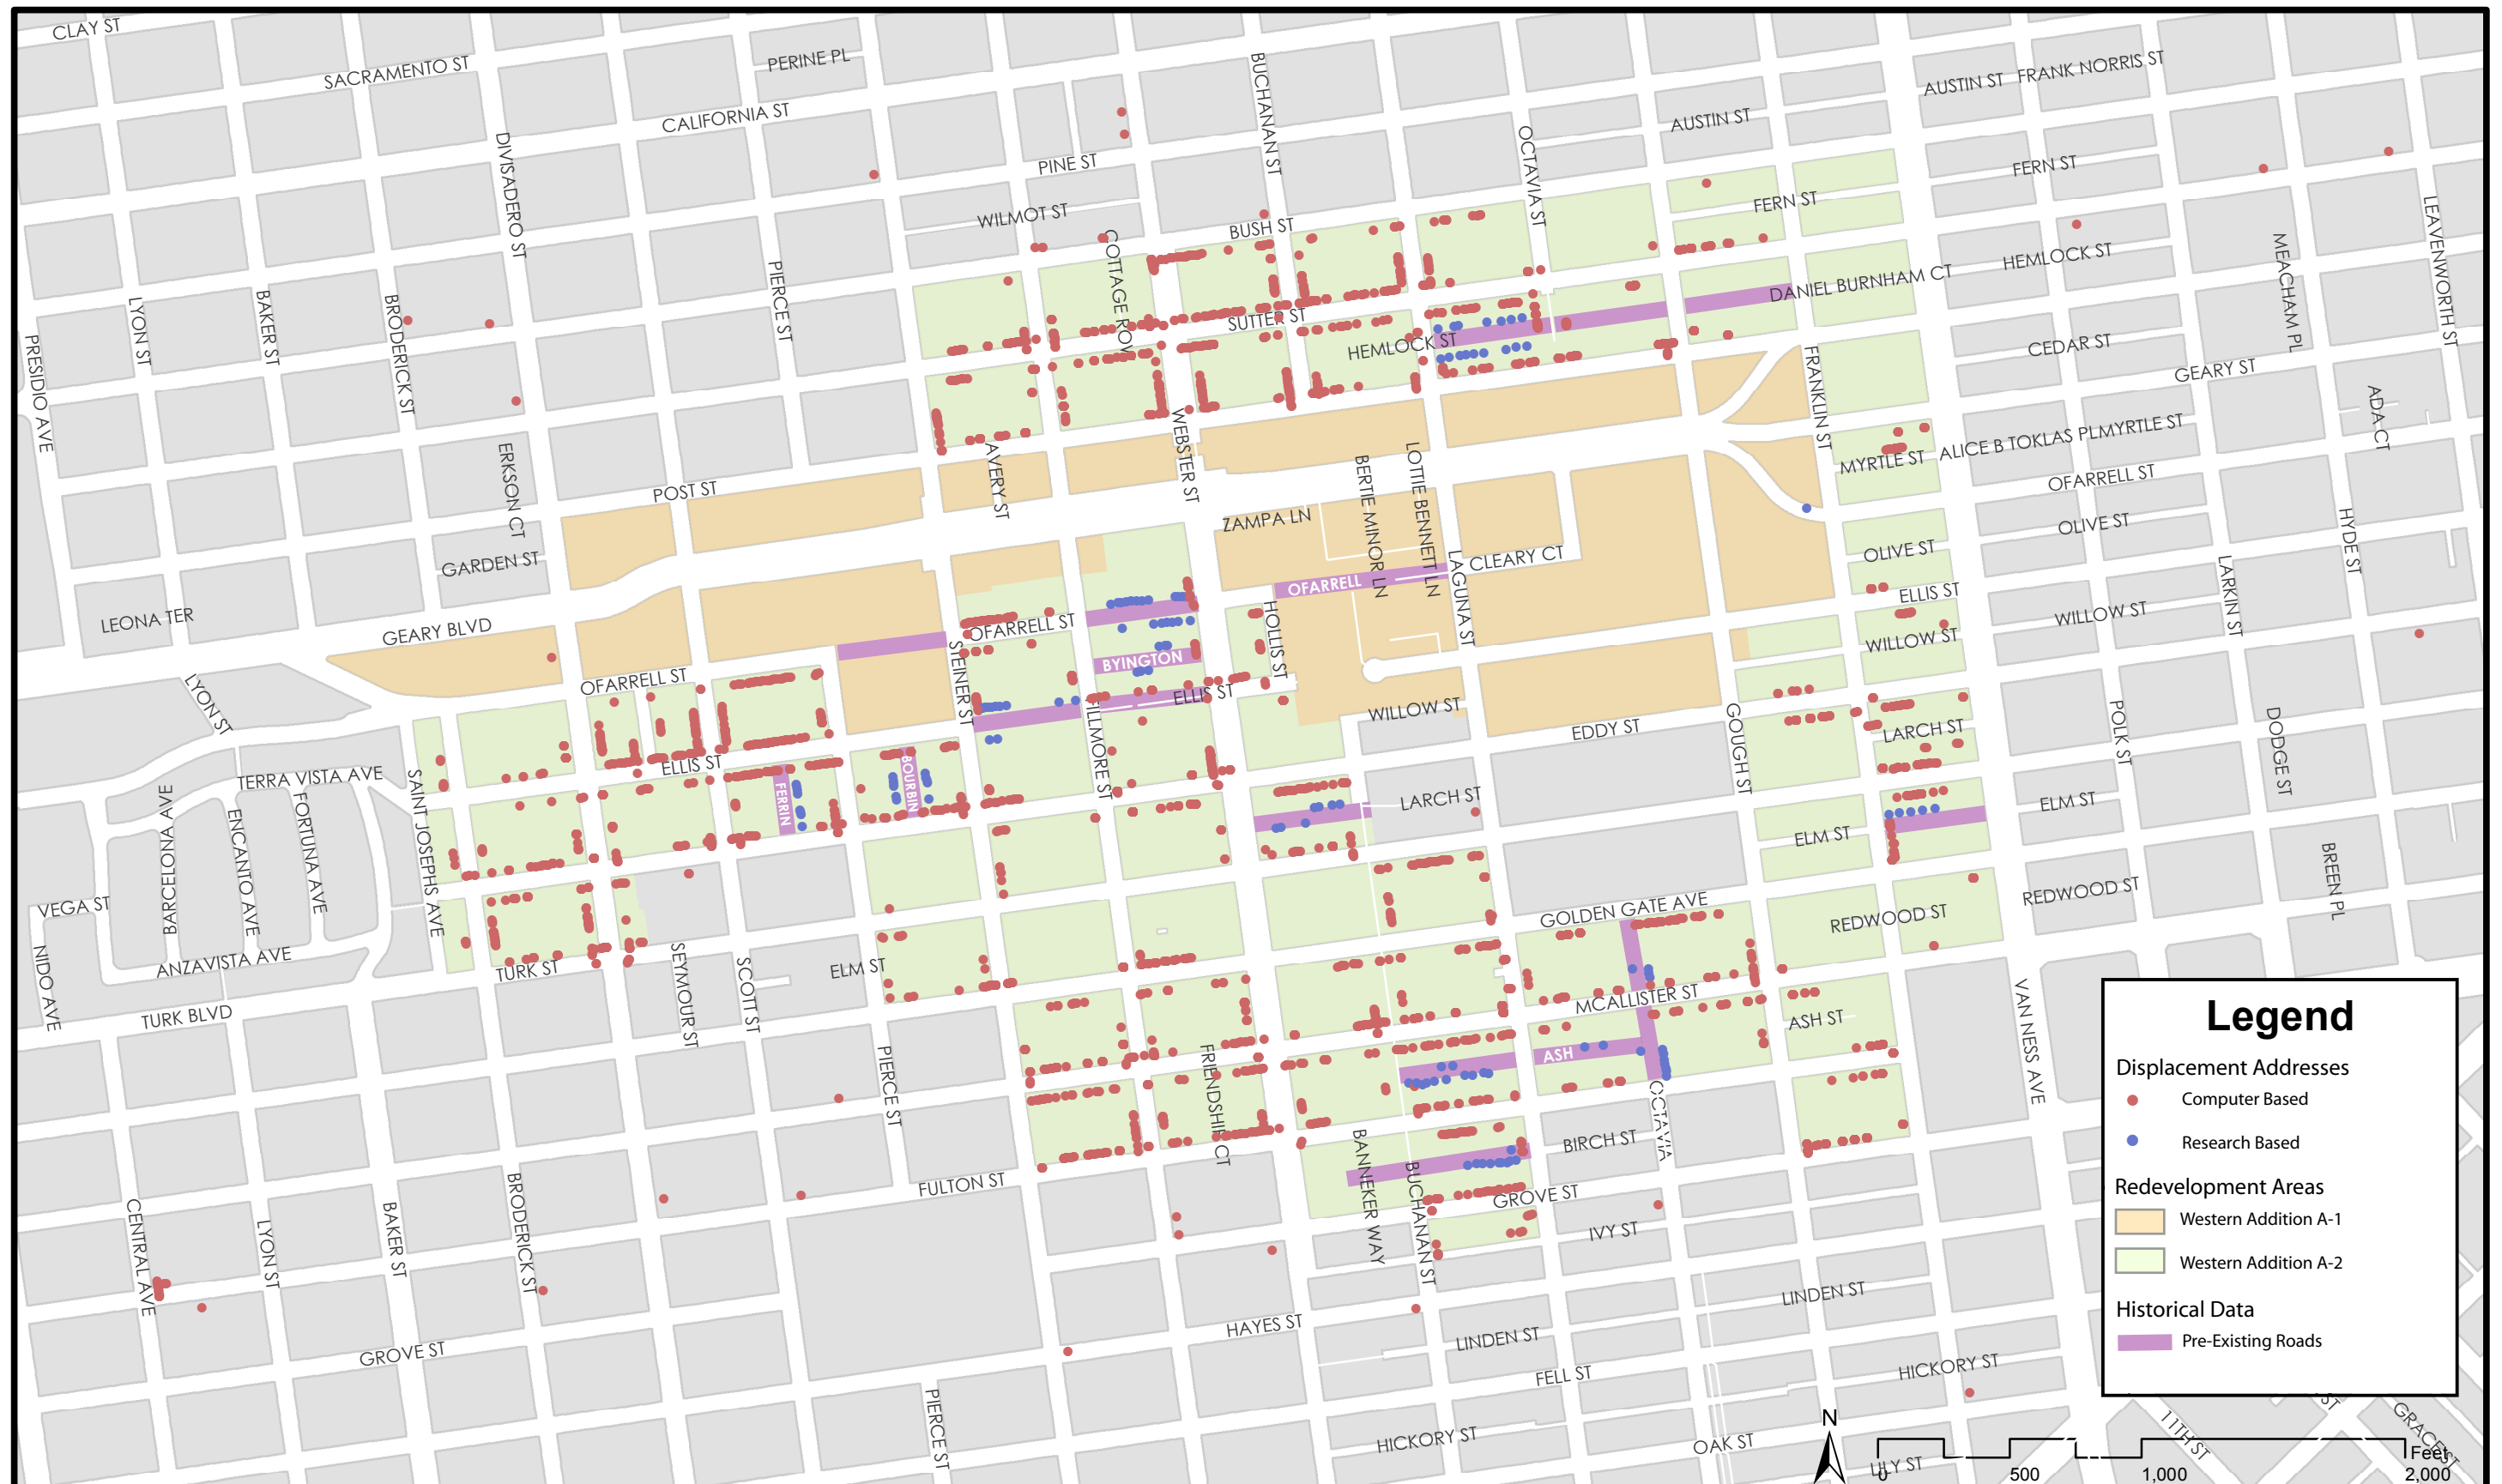 CLAY ST
SACRAMENTO ST
PERINE PL
CALIFORNIA ST
PINE ST
WILMOT ST
BUCHANAN ST
BUSH ST
OCTAVIA ST
AUSTIN ST
AUSTIN ST
FRANK NORRIS ST
FERN ST
FERN ST
HEMLOCK ST
DANIEL BURNHAM CT
MEACHAM PL
LEAVENWORTH ST
DIVISADERO ST
PIERCE ST
COTTAGE ROW
SUTTER ST
HEMLOCK ST
CEDAR ST
GEARY ST
PRESIDIO AVE
LYON ST
BAKER ST
BRODERICK ST
ERKSON CT
GARDEN ST
POST ST
AVERY ST
WEBSTER ST
ZAMPA LN
BERTIE MINOR LN
LOTTIE BENNETT LN
LAGUNA ST
CLEARY CT
FRANKLIN ST
MYRTLE ST
ALICE B TOKLAS PL
MYRTLE ST
ADA CT
OFARRELL ST
OLIVE ST
OLIVE ST
HYDE ST
LARKIN ST
ELLIS ST
WILLOW ST
WILLOW ST
LEONA TER
GEARY BLVD
OFARRELL ST
STEINER ST
OFARRELL ST
BYINGTON
OFARRELL
HOLLIS ST
ELLIS ST
FILLMORE ST
WILLOW ST
EDDY ST
GOUGH ST
LARCH ST
POLK ST
DODGE ST
LYON ST
TERRA VISTA AVE
SAINT JOSEPHS AVE
ELLIS ST
FERRIN
BOURBIN
LARCH ST
ELM ST
ELM ST
BARCELONA AVE
ENCANTO AVE
FORTUNA AVE
VEGA ST
NIDO AVE
ANZAVISTA AVE
TURK ST
TURK BLVD
SEYMOUR ST
SCOTT ST
ELM ST
GOLDEN GATE AVE
REDWOOD ST
REDWOOD ST
BREEN PL
MCALLISTER ST
ASH ST
ASH
VAN NESS AVE
PIERCE ST
FRIENDSHIP CT
OCTAVIA
BIRCH ST
BANNEKER WAY
BUCHANAN ST
FULTON ST
GROVE ST
IVY ST
CENTRAL AVE
LYON ST
BAKER ST
BRODERICK ST
GROVE ST
HAYES ST
LINDEN ST
LINDEN ST
FELL ST
HICKORY ST
HICKORY ST
PIERCE ST
OAK ST
LILY ST
11TH ST
ST
GRACE ST
Legend
Displacement Addresses
Computer Based
Research Based
Redevelopment Areas
Western Addition A-1
Western Addition A-2
Historical Data
Pre-Existing Roads
N
Feet
0 500 1,000 2,000